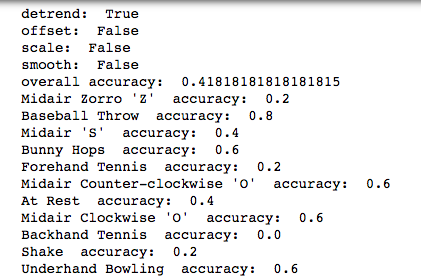 detrend:  True
offset:  False
scale:  False
smooth:  False
overall accuracy:  0.41818181818181815
Midair Zorro 'Z'  accuracy:  0.2
Baseball Throw  accuracy:  0.8
Midair 'S'  accuracy:  0.4
Bunny Hops  accuracy:  0.6
Forehand Tennis  accuracy:  0.2
Midair Counter-clockwise 'O'  accuracy:  0.6
At Rest  accuracy:  0.4
Midair Clockwise 'O'  accuracy:  0.6
Backhand Tennis  accuracy:  0.0
Shake  accuracy:  0.2
Underhand Bowling  accuracy:  0.6